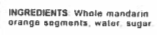 INGREDIENTS Whole mandarin
orange segments, water, sugar.